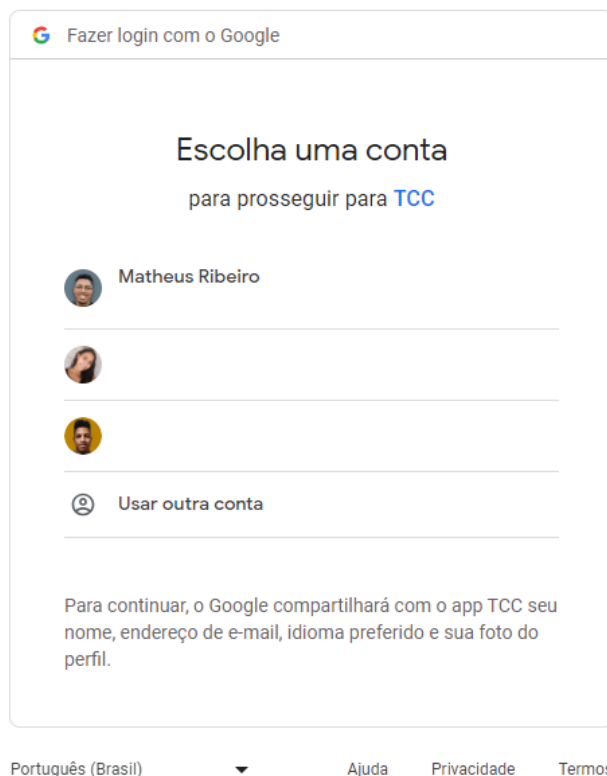 Fazer login com o Google
Escolha uma conta
para prosseguir para TCC
Matheus Ribeiro
Usar outra conta
Para continuar, o Google compartilhará com o app TCC seu
nome, endereço de e-mail, idioma preferido e sua foto do
perfil.
Português (Brasil) Ajuda Privacidade Termos